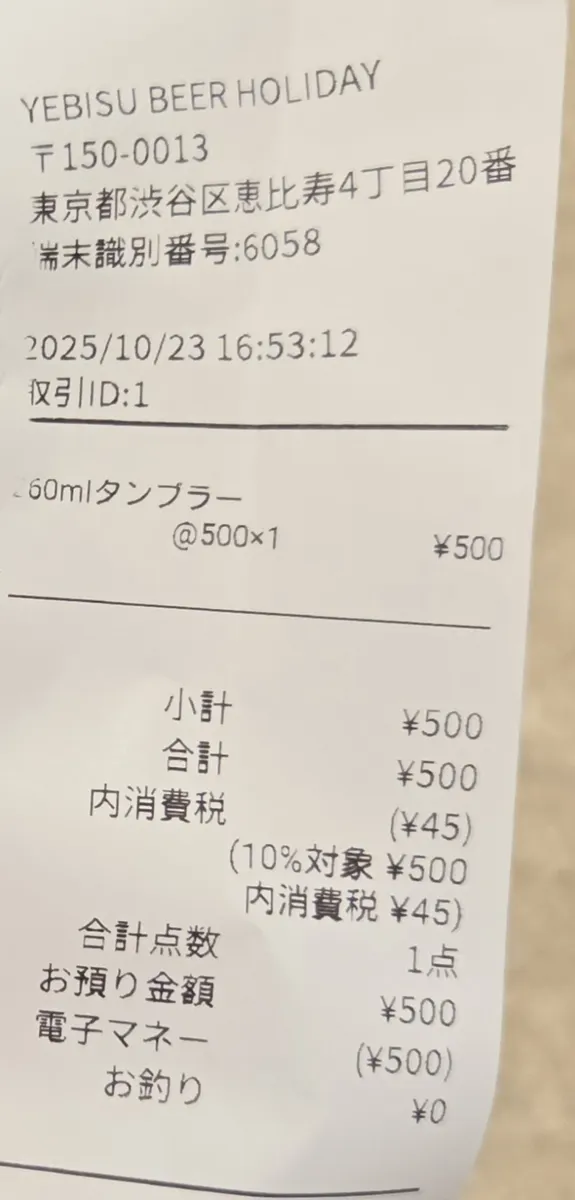 YEBISU BEER HOLIDAY
〒150-0013
東京都渋谷区恵比寿4丁目20番
端末識別番号:6058
2025/10/23 16:53:12
取引ID:1
60mlタンブラー
@500×1 ¥500
小計 ¥500
合計 ¥500
内消費税 (¥45)
(10%対象 ¥500
内消費税 ¥45)
合計点数 1点
お預り金額 ¥500
電子マネー (¥500)
お釣り ¥0